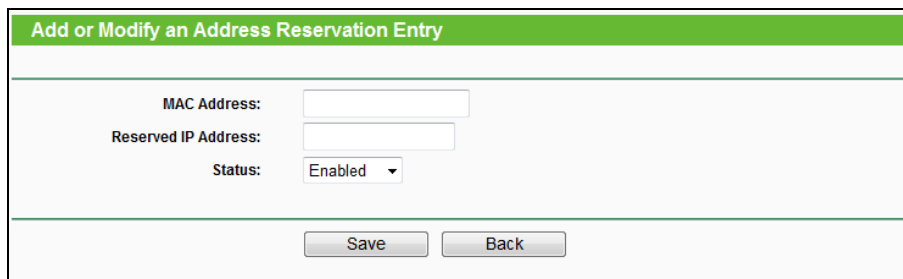 Add or Modify an Address Reservation Entry
MAC Address:
Reserved IP Address:
Status: Enabled
Save Back